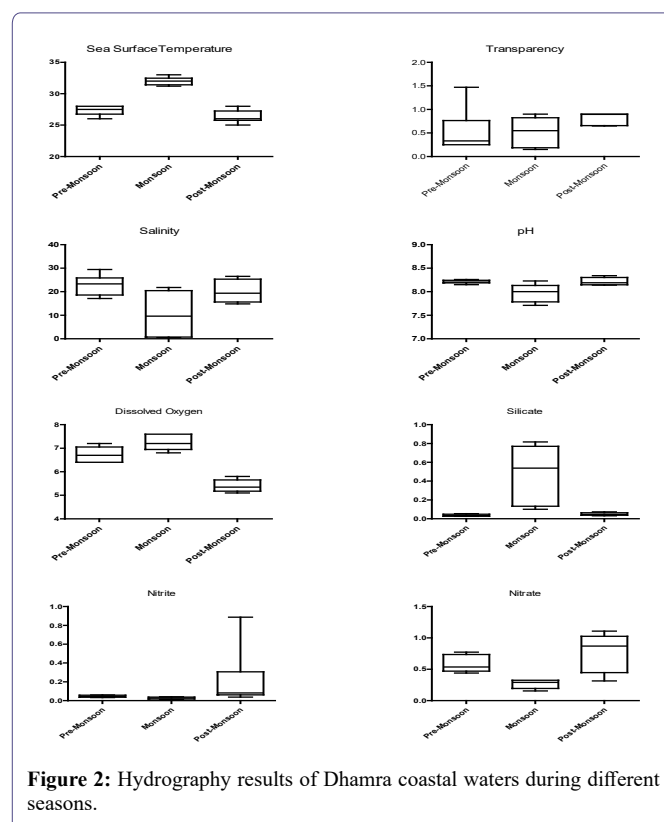 Sea SurfaceTemperature
35
30
25
20
Pre-Monsoon
Monsoon
Post-Monsoon
Transparency
2.0
1.5
1.0
0.5
0.0
Pre-Monsoon
Monsoon
Post-Monsoon
Salinity
40
30
20
10
0
Pre-Monsoon
Monsoon
Post-Monsoon
pH
9.0
8.5
8.0
7.5
7.0
Pre-Monsoon
Monsoon
Post-Monsoon
Dissolved Oxygen
8
7
6
5
4
Pre-Monsoon
Monsoon
Post-Monsoon
Silicate
1.0
0.8
0.6
0.4
0.2
0.0
Pre-Monsoon
Monsoon
Post-Monsoon
Nitrite
1.0
0.8
0.6
0.4
0.2
0.0
Pre-Monsoon
Monsoon
Post-Monsoon
Nitrate
1.5
1.0
0.5
0.0
Pre-Monsoon
Monsoon
Post-Monsoon
Figure 2: Hydrography results of Dhamra coastal waters during different
seasons.